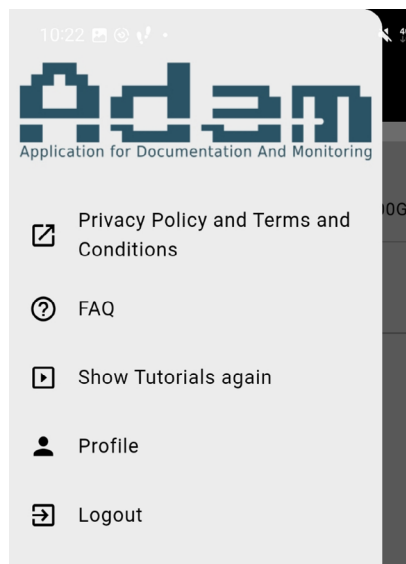 10:22
Adam
Application for Documentation And Monitoring
Privacy Policy and Terms and
Conditions
FAQ
Show Tutorials again
Profile
Logout